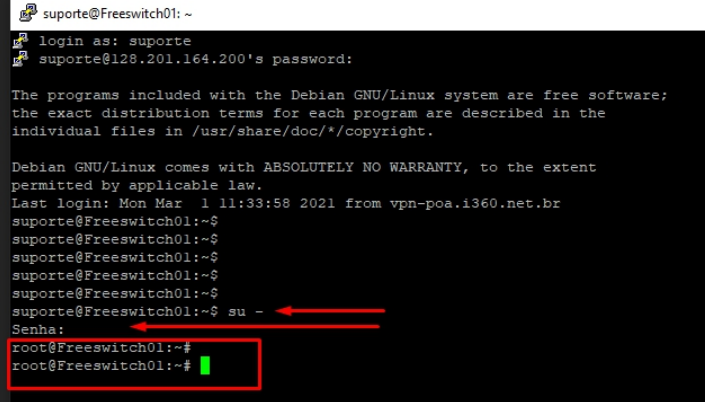 suporte@Freeswitch01: ~
login as: suporte
suporte@128.201.164.200's password:
The programs included with the Debian GNU/Linux system are free software;
the exact distribution terms for each program are described in the
individual files in /usr/share/doc/*/copyright.
Debian GNU/Linux comes with ABSOLUTELY NO WARRANTY, to the extent
permitted by applicable law.
Last login: Mon Mar  1 11:33:58 2021 from vpn-poa.i360.net.br
suporte@Freeswitch01:~$
suporte@Freeswitch01:~$
suporte@Freeswitch01:~$
suporte@Freeswitch01:~$
suporte@Freeswitch01:~$
suporte@Freeswitch01:~$ su -
Senha:
root@Freeswitch01:~#
root@Freeswitch01:~#